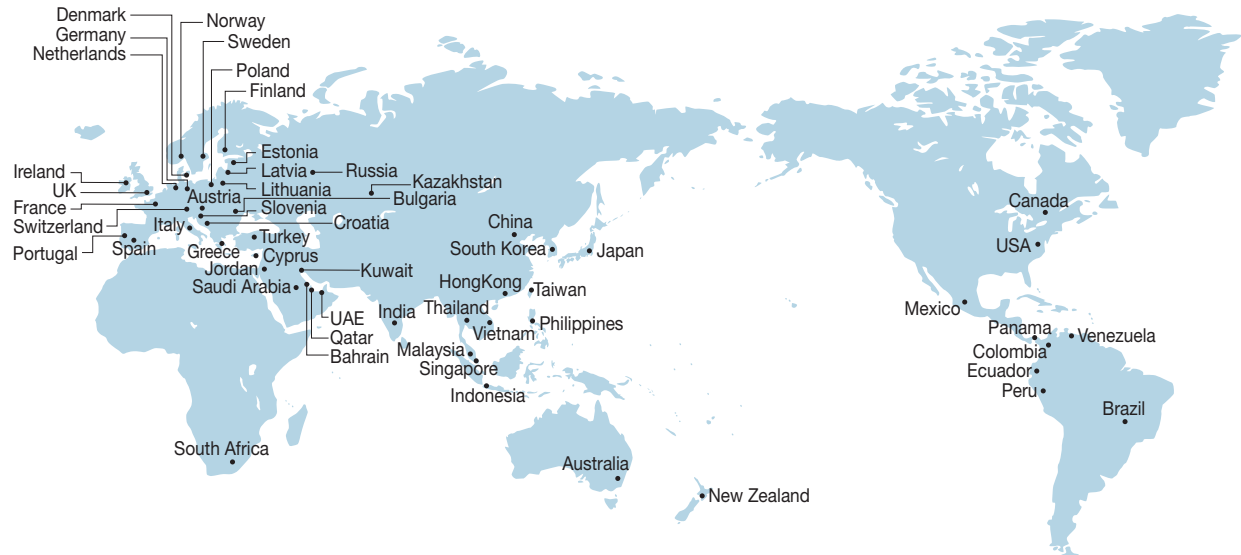 Denmark
Norway
Germany
Sweden
Netherlands
Poland
Finland
Estonia
Ireland
Latvia
Russia
UK
Lithuania
Kazakhstan
Austria
Bulgaria
France
Slovenia
Switzerland
Italy
Croatia
Portugal
Spain
Turkey
Greece
Cyprus
Jordan
Kuwait
Saudi Arabia
UAE
Qatar
Bahrain
China
South Korea
Japan
HongKong
Taiwan
India
Thailand
Vietnam
Philippines
Malaysia
Singapore
Indonesia
South Africa
Australia
New Zealand
Canada
USA
Mexico
Panama
Venezuela
Colombia
Ecuador
Peru
Brazil